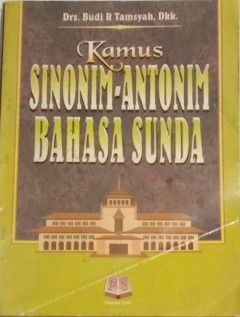 Drs. Budi R Tamsyah, Dkk.
Kamus
SINONIM-ANTONIM
BAHASA SUNDA